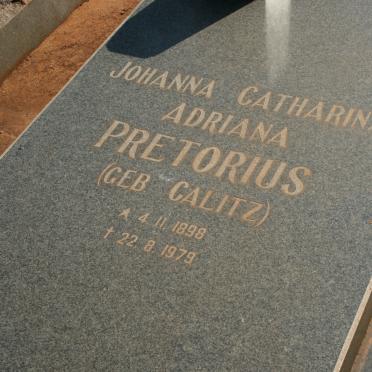 JOHANNA CATHARINA
ADRIANA
PRETORIUS
(GEB CALITZ)
* 4.11.1898
† 22.8.1979.